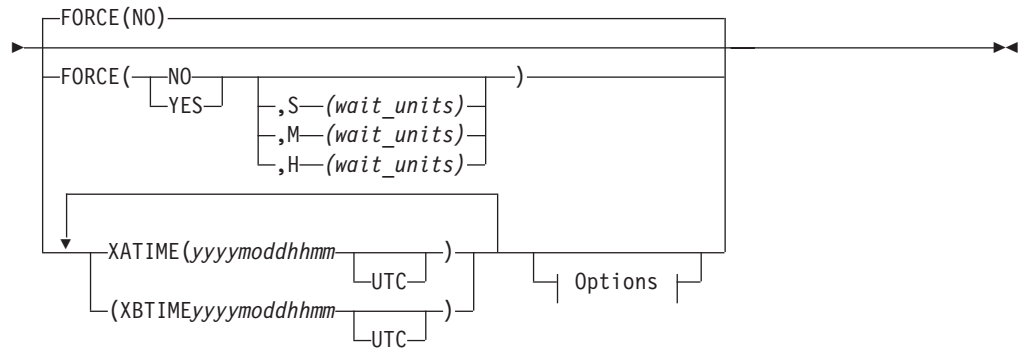 FORCE(NO)
FORCE( NO )
YES
,S (wait_units)
,M (wait_units)
,H (wait_units)
XATIME(yyyymoddhhmm )
UTC
Options
(XBTIMEyyyymoddhhmm )
UTC